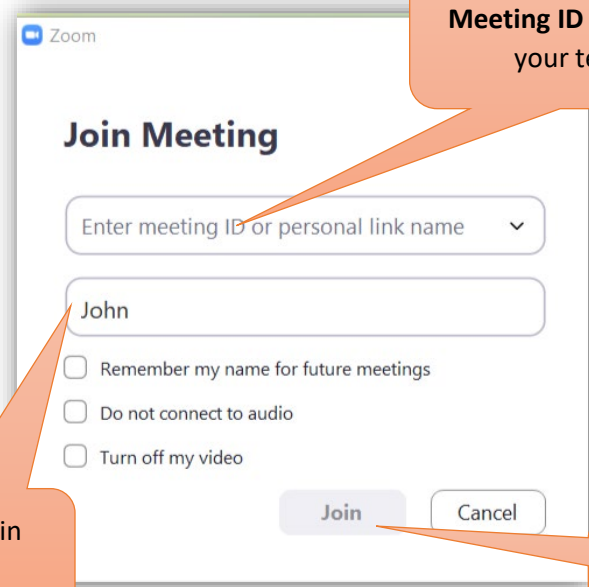 Meeting ID
your
Zoom
Join Meeting
Enter meeting ID or personal link name
John
Remember my name for future meetings
Do not connect to audio
Turn off my video
Join
Cancel
in